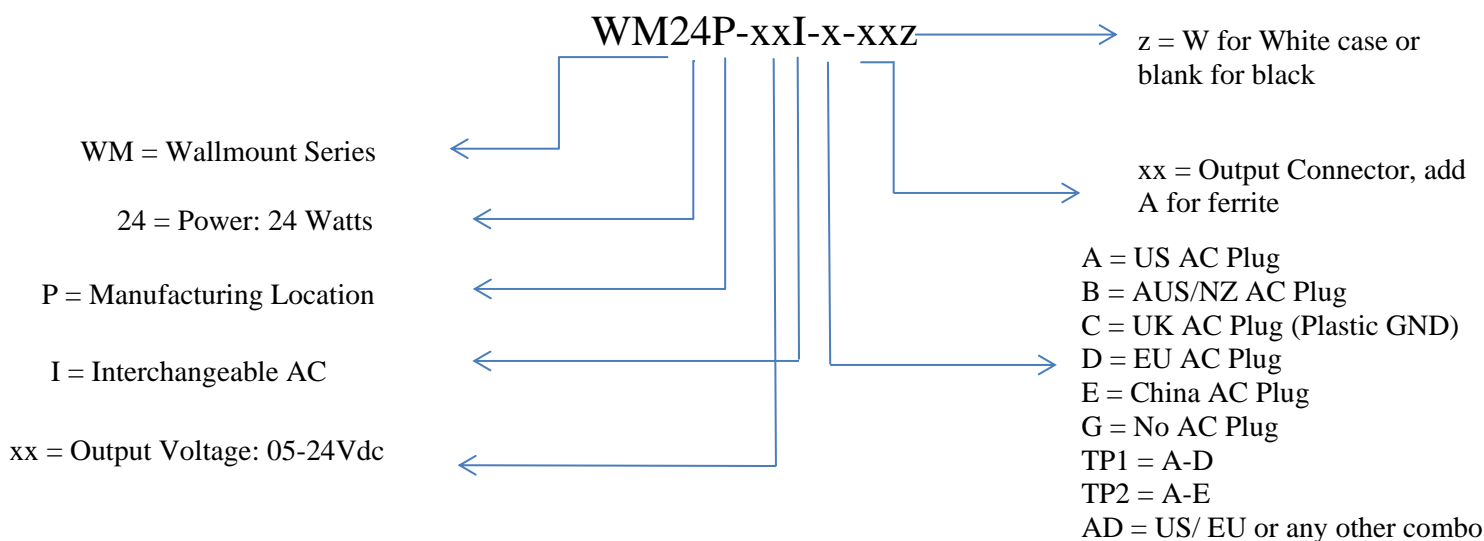 WM24P-xxI-x-xxz
z = W for White case or
blank for black
WM = Wallmount Series
xx = Output Connector, add
A for ferrite
24 = Power: 24 Watts
P = Manufacturing Location
I = Interchangeable AC
xx = Output Voltage: 05-24Vdc
A = US AC Plug
B = AUS/NZ AC Plug
C = UK AC Plug (Plastic GND)
D = EU AC Plug
E = China AC Plug
G = No AC Plug
TP1 = A-D
TP2 = A-E
AD = US/ EU or any other combo